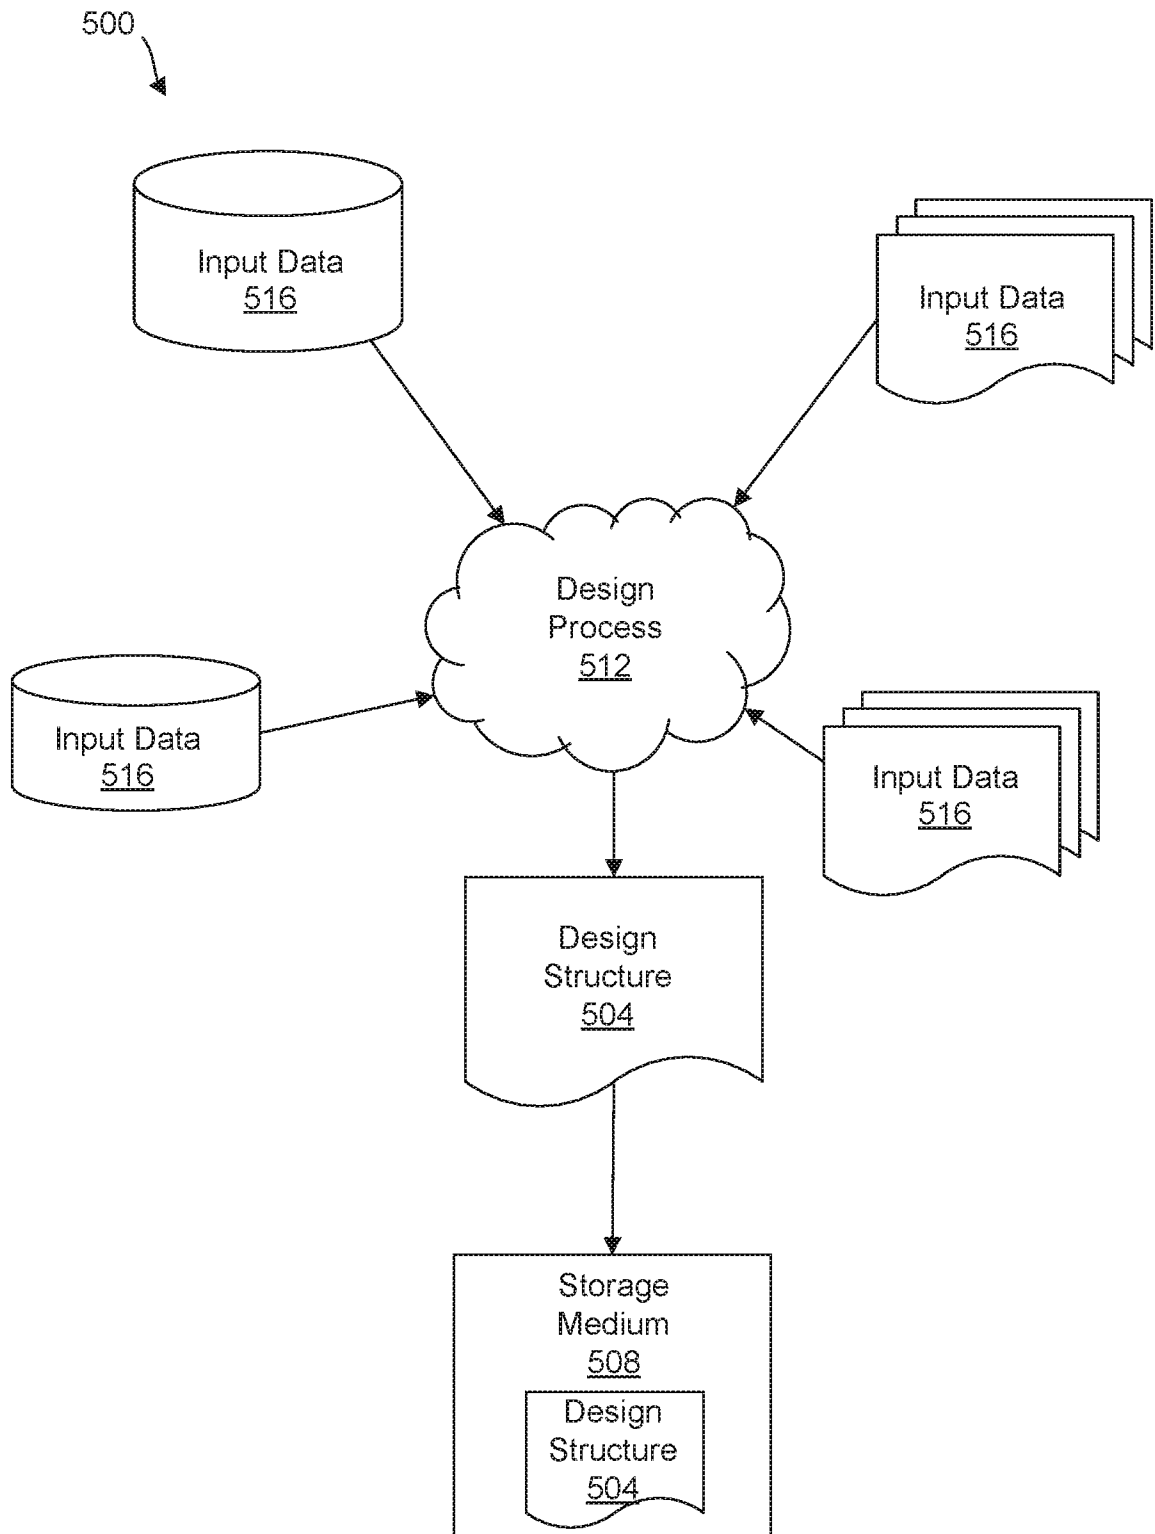 500
Input Data
516
Input Data
516
Design
Process
512
Input Data
516
Input Data
516
Design
Structure
504
Storage
Medium
508
Design
Structure
504